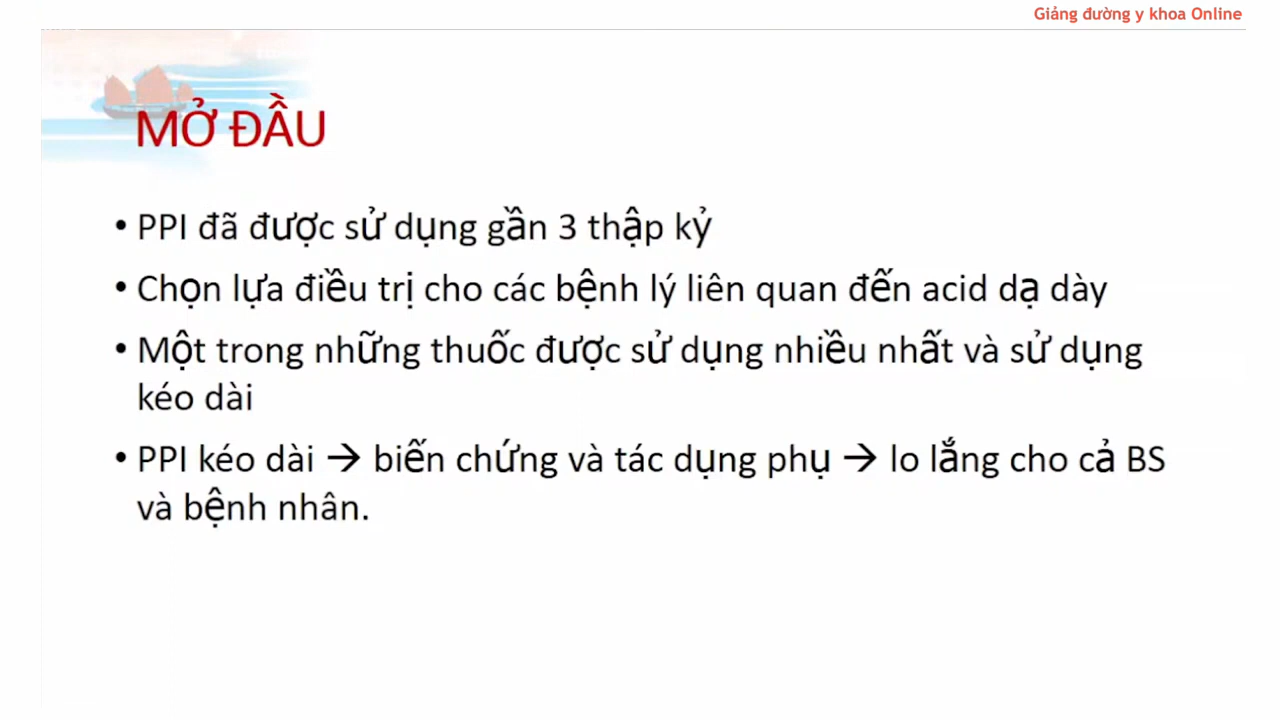 Giảng đường y khoa Online
MỞ ĐẦU
• PPI đã được sử dụng gần 3 thập kỷ
• Chọn lựa điều trị cho các bệnh lý liên quan đến acid dạ dày
• Một trong những thuốc được sử dụng nhiều nhất và sử dụng
kéo dài
• PPI kéo dài → biến chứng và tác dụng phụ → lo lắng cho cả BS
và bệnh nhân.